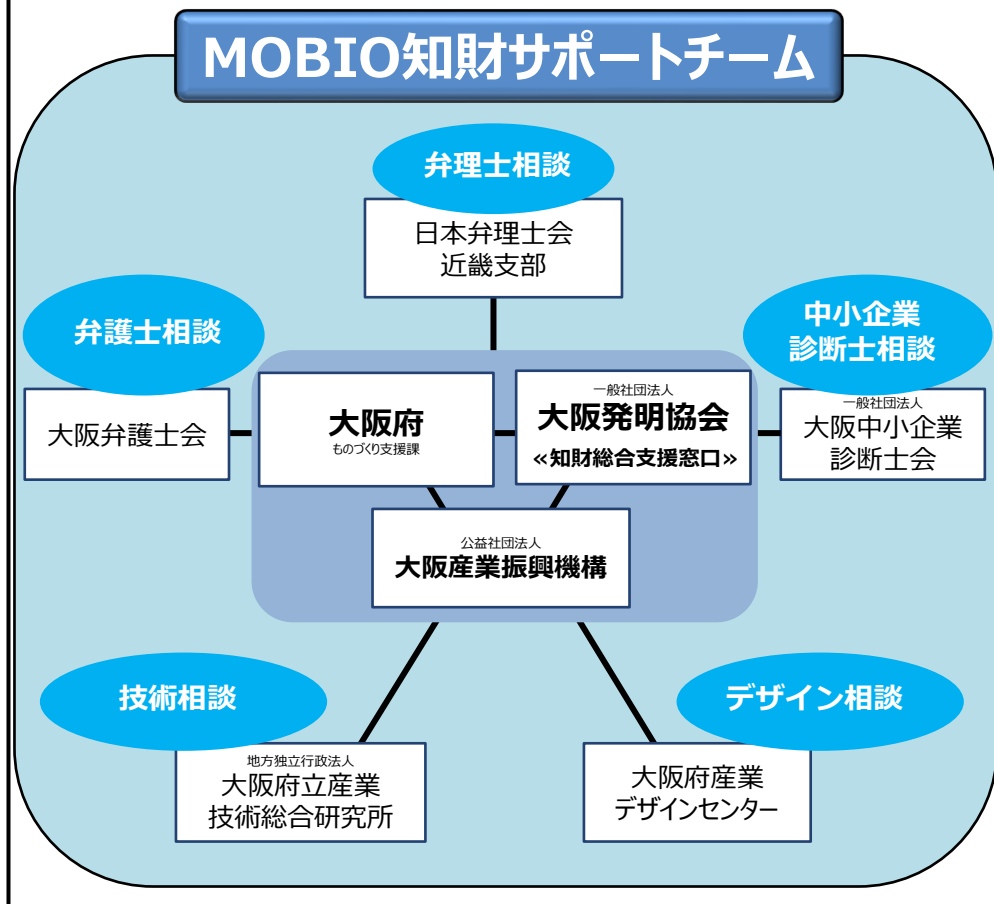 MOBIO知財サポートチーム
弁理士相談
日本弁理士会
近畿支部
弁護士相談
大阪弁護士会
中小企業
診断士相談
一般社団法人
大阪中小企業
診断士会
大阪府
ものづくり支援課
一般社団法人
大阪発明協会
≪知財総合支援窓口≫
公益社団法人
大阪産業振興機構
技術相談
地方独立行政法人
大阪府立産業
技術総合研究所
デザイン相談
大阪府産業
デザインセンター